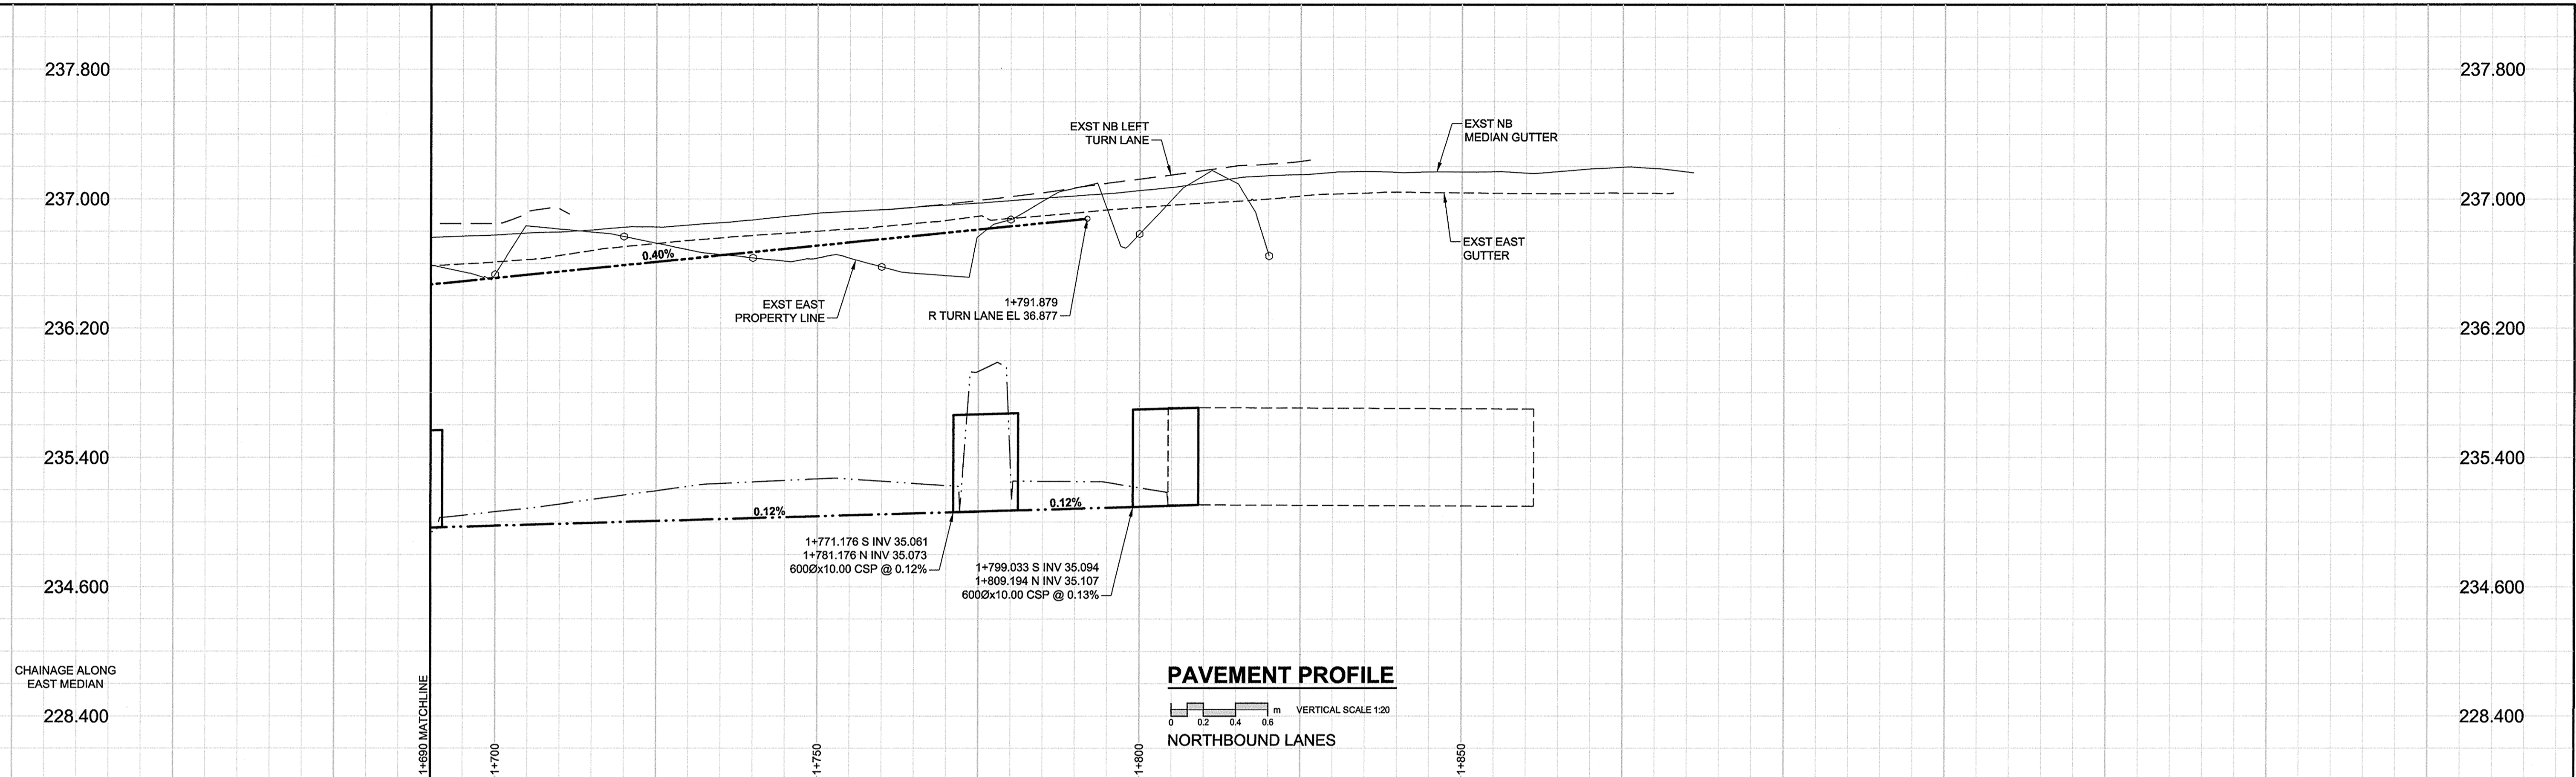 237.800
237.800
EXST NB LEFT
TURN LANE
EXST NB
MEDIAN GUTTER
237.000
237.000
0.40%
EXST EAST
GUTTER
EXST EAST
PROPERTY LINE
1+791.879
R TURN LANE EL 36.877
236.200
236.200
235.400
235.400
0.12%
0.12%
1+771.176 S INV 35.061
1+781.176 N INV 35.073
600Øx10.00 CSP @ 0.12%
1+799.033 S INV 35.094
1+809.194 N INV 35.107
600Øx10.00 CSP @ 0.13%
234.600
234.600
CHAINAGE ALONG
EAST MEDIAN
228.400
228.400
1+690 MATCHLINE
PAVEMENT PROFILE
0 0.2 0.4 0.6 m VERTICAL SCALE 1:20
NORTHBOUND LANES
1+700
1+750
1+800
1+850